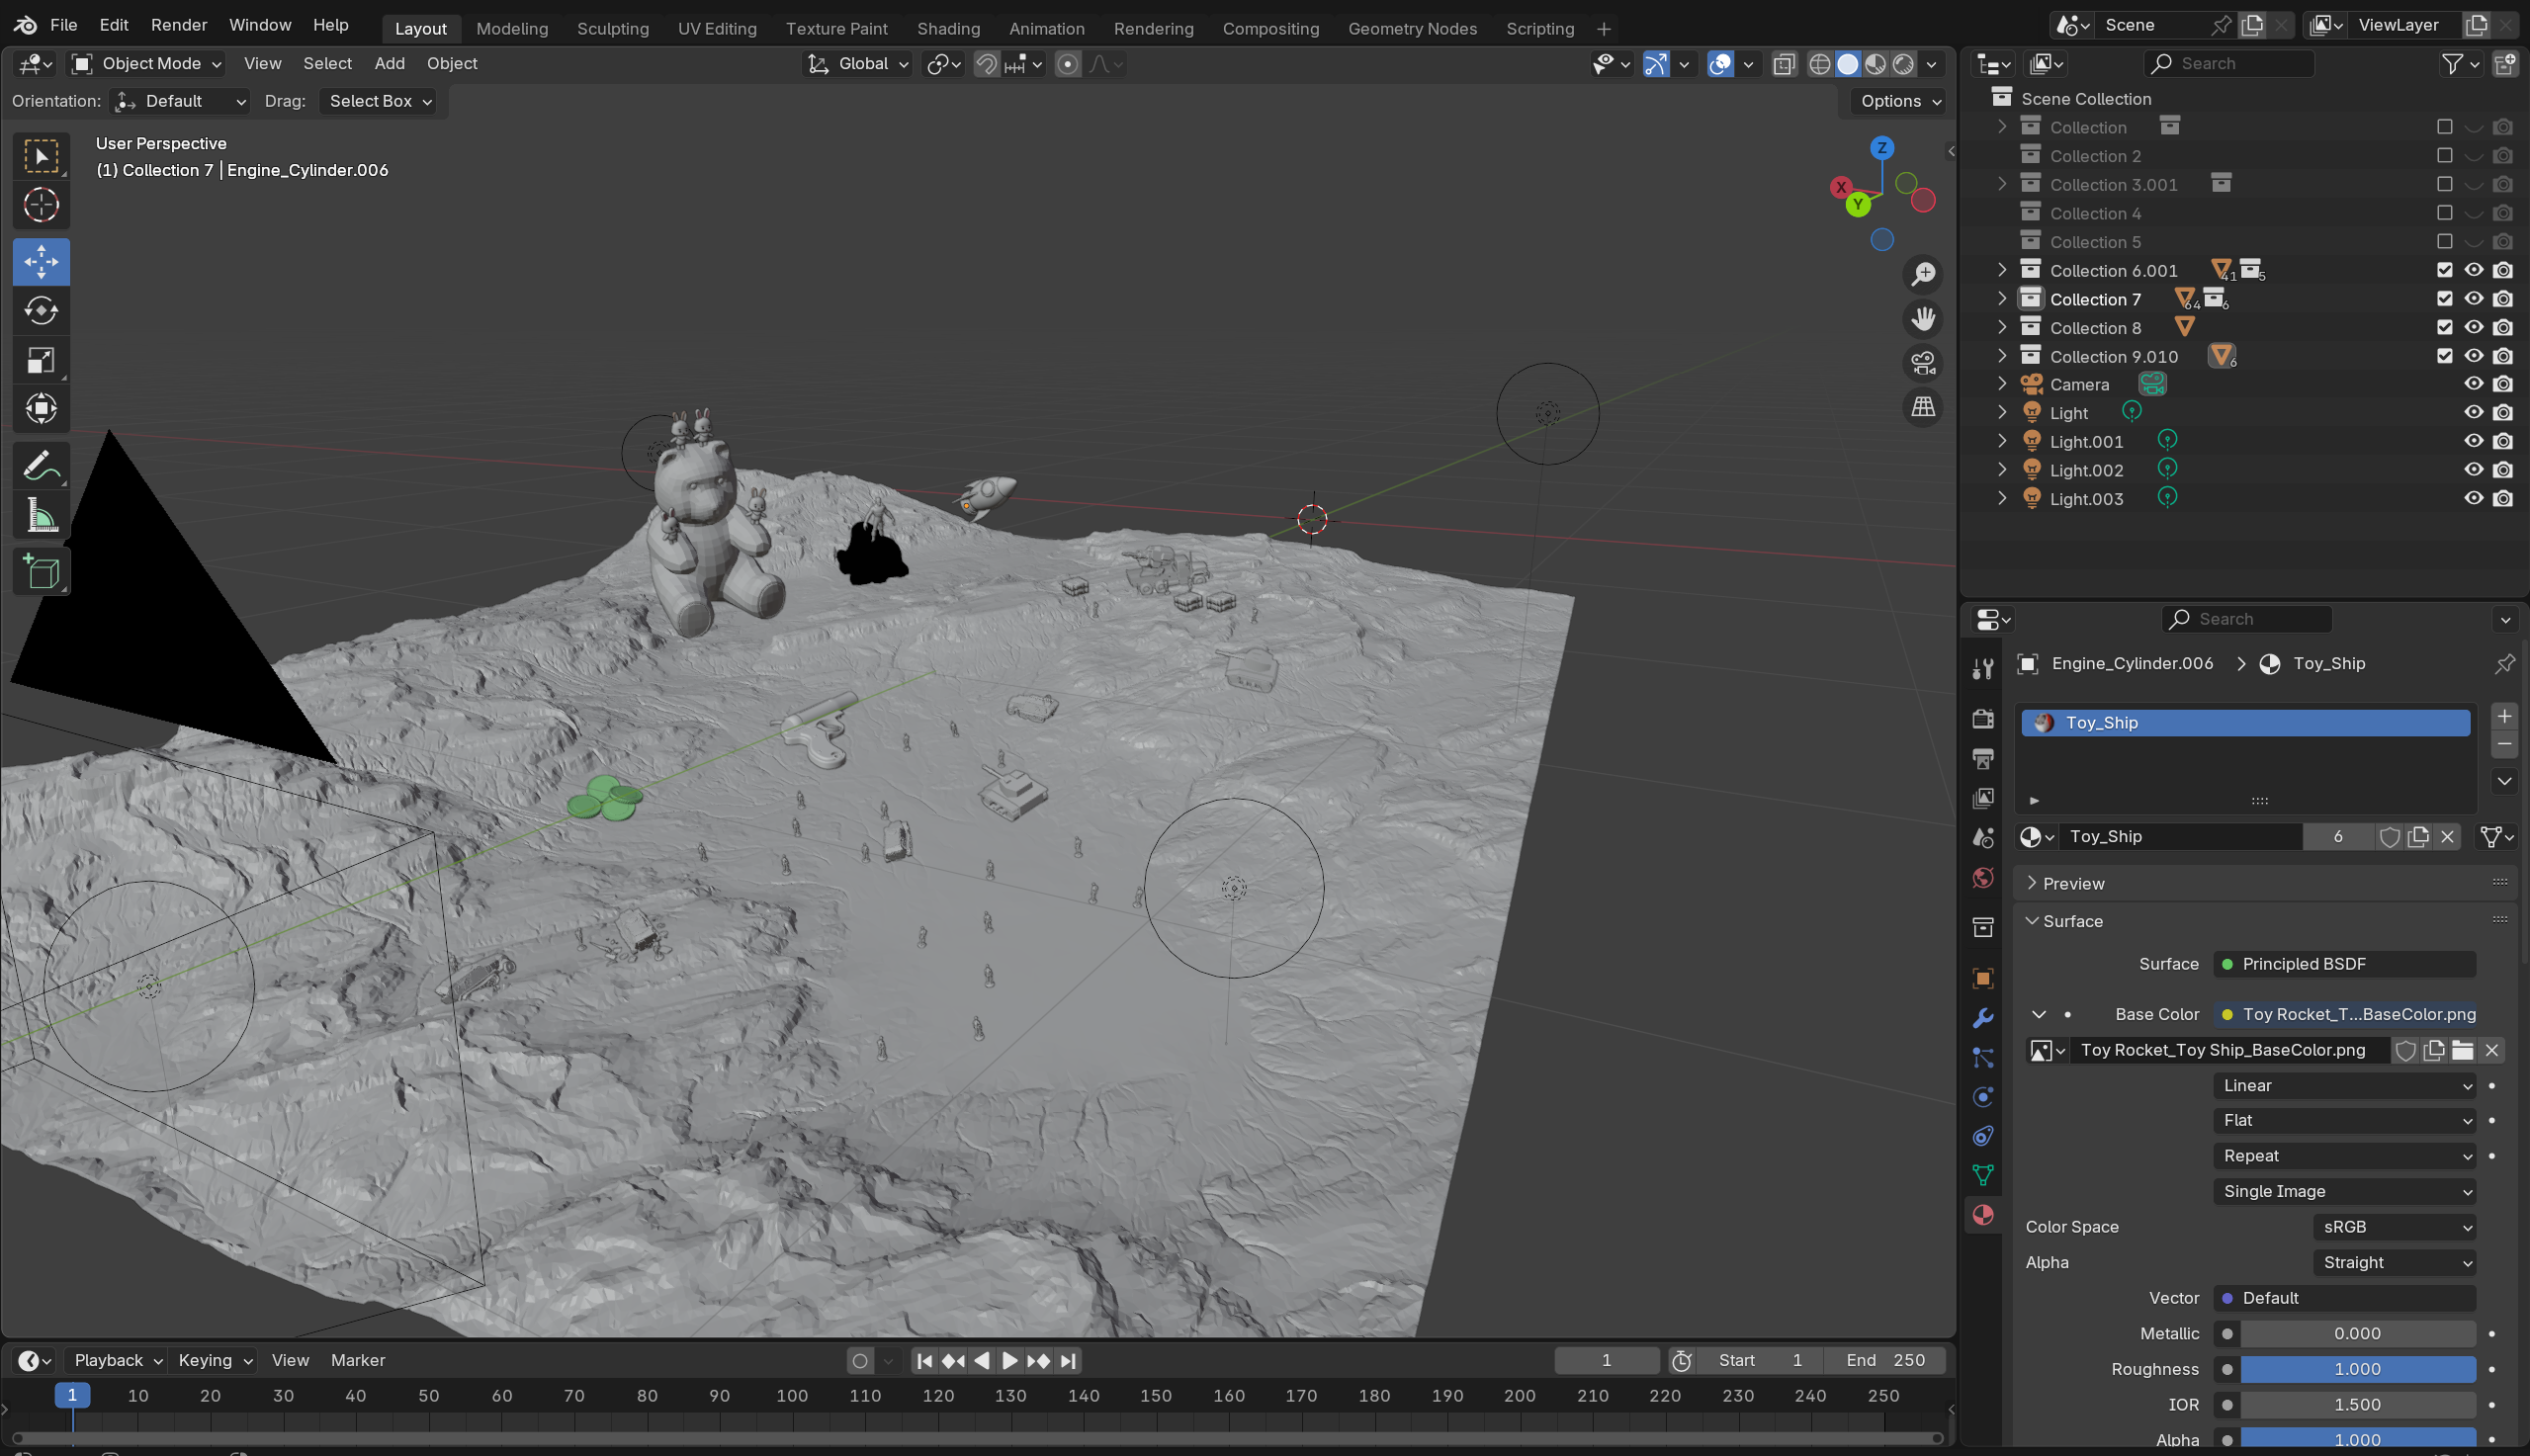 File Edit Render Window Help Layout Modeling Sculpting UV Editing Texture Paint Shading Animation Rendering Compositing Geometry Nodes Scripting + Scene ViewLayer
Object Mode View Select Add Object Global Search
Orientation: Default Drag: Select Box Options
User Perspective
(1) Collection 7 | Engine_Cylinder.006
Z
X
Y
Scene Collection
Collection
Collection 2
Collection 3.001
Collection 4
Collection 5
Collection 6.001 41 5
Collection 7 64 6
Collection 8
Collection 9.010 6
Camera
Light
Light.001
Light.002
Light.003
Search
Engine_Cylinder.006 > Toy_Ship
Toy_Ship
Toy_Ship 6
Preview
Surface
Surface Principled BSDF
Base Color Toy Rocket_T...BaseColor.png
Toy Rocket_Toy Ship_BaseColor.png
Linear
Flat
Repeat
Single Image
Color Space sRGB
Alpha Straight
Vector Default
Metallic 0.000
Roughness 1.000
IOR 1.500
Alpha 1.000
Playback Keying View Marker 1 Start 1 End 250
1 10 20 30 40 50 60 70 80 90 100 110 120 130 140 150 160 170 180 190 200 210 220 230 240 250